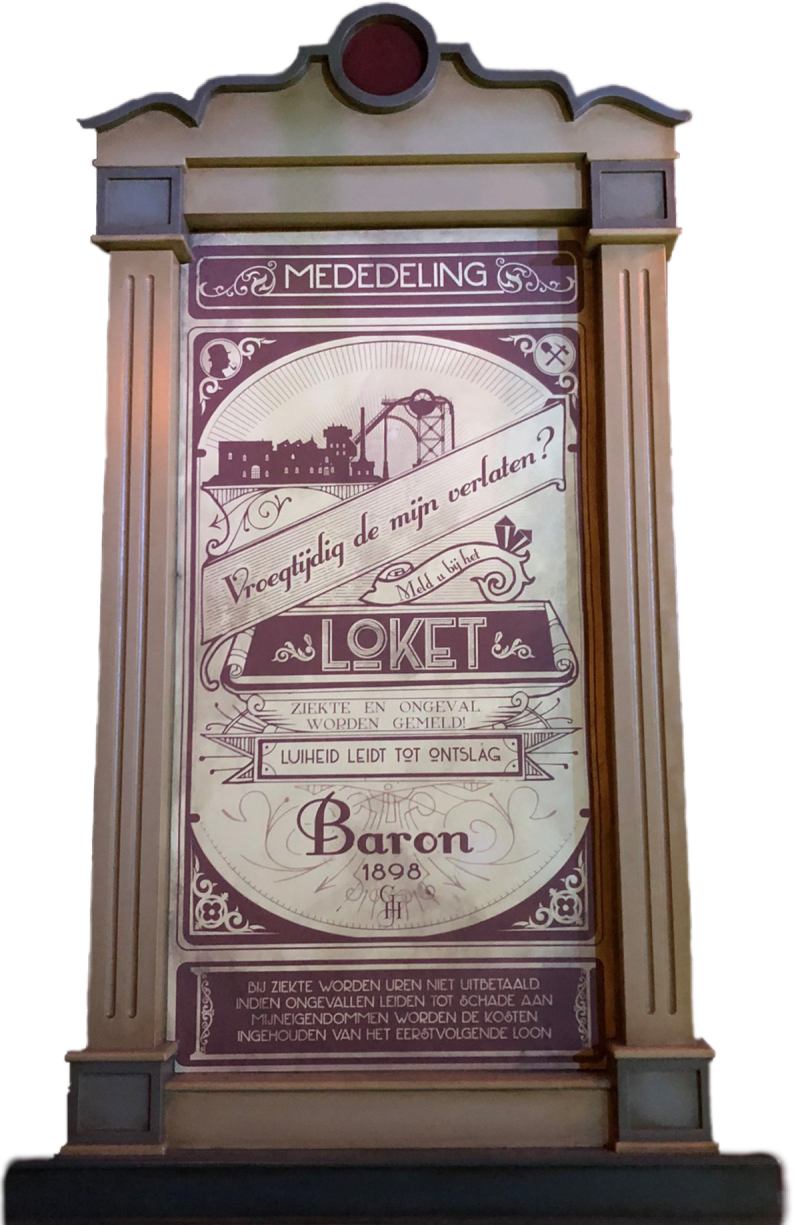 MEDEDELING
Vroegtijdig de mijn verlaten?
Meld u bij het
LOKET
ZIEKTE EN ONGEVAL
WORDEN GEMELD!
LUIHEID LEIDT TOT ONTSLAG
Baron
1898
GHJ
BIJ ZIEKTE WORDEN UREN NIET UITBETAALD
INDIEN ONGEVALLEN LEIDEN TOT SCHADE AAN
MIJNEIGENDOMMEN WORDEN DE KOSTEN
INGEHOUDEN VAN HET EERSTVOLGENDE LOON